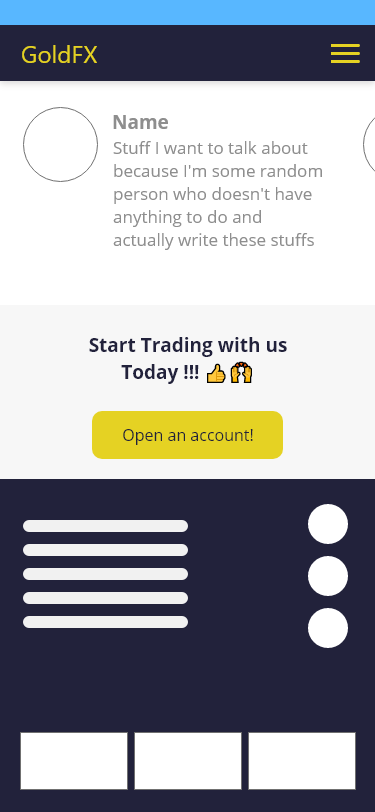 GoldFX
Name
Stuff I want to talk about
because I'm some random
person who doesn't have
anything to do and
actually write these stuffs
Start Trading with us
Today !!! 👍🙌
Open an account!